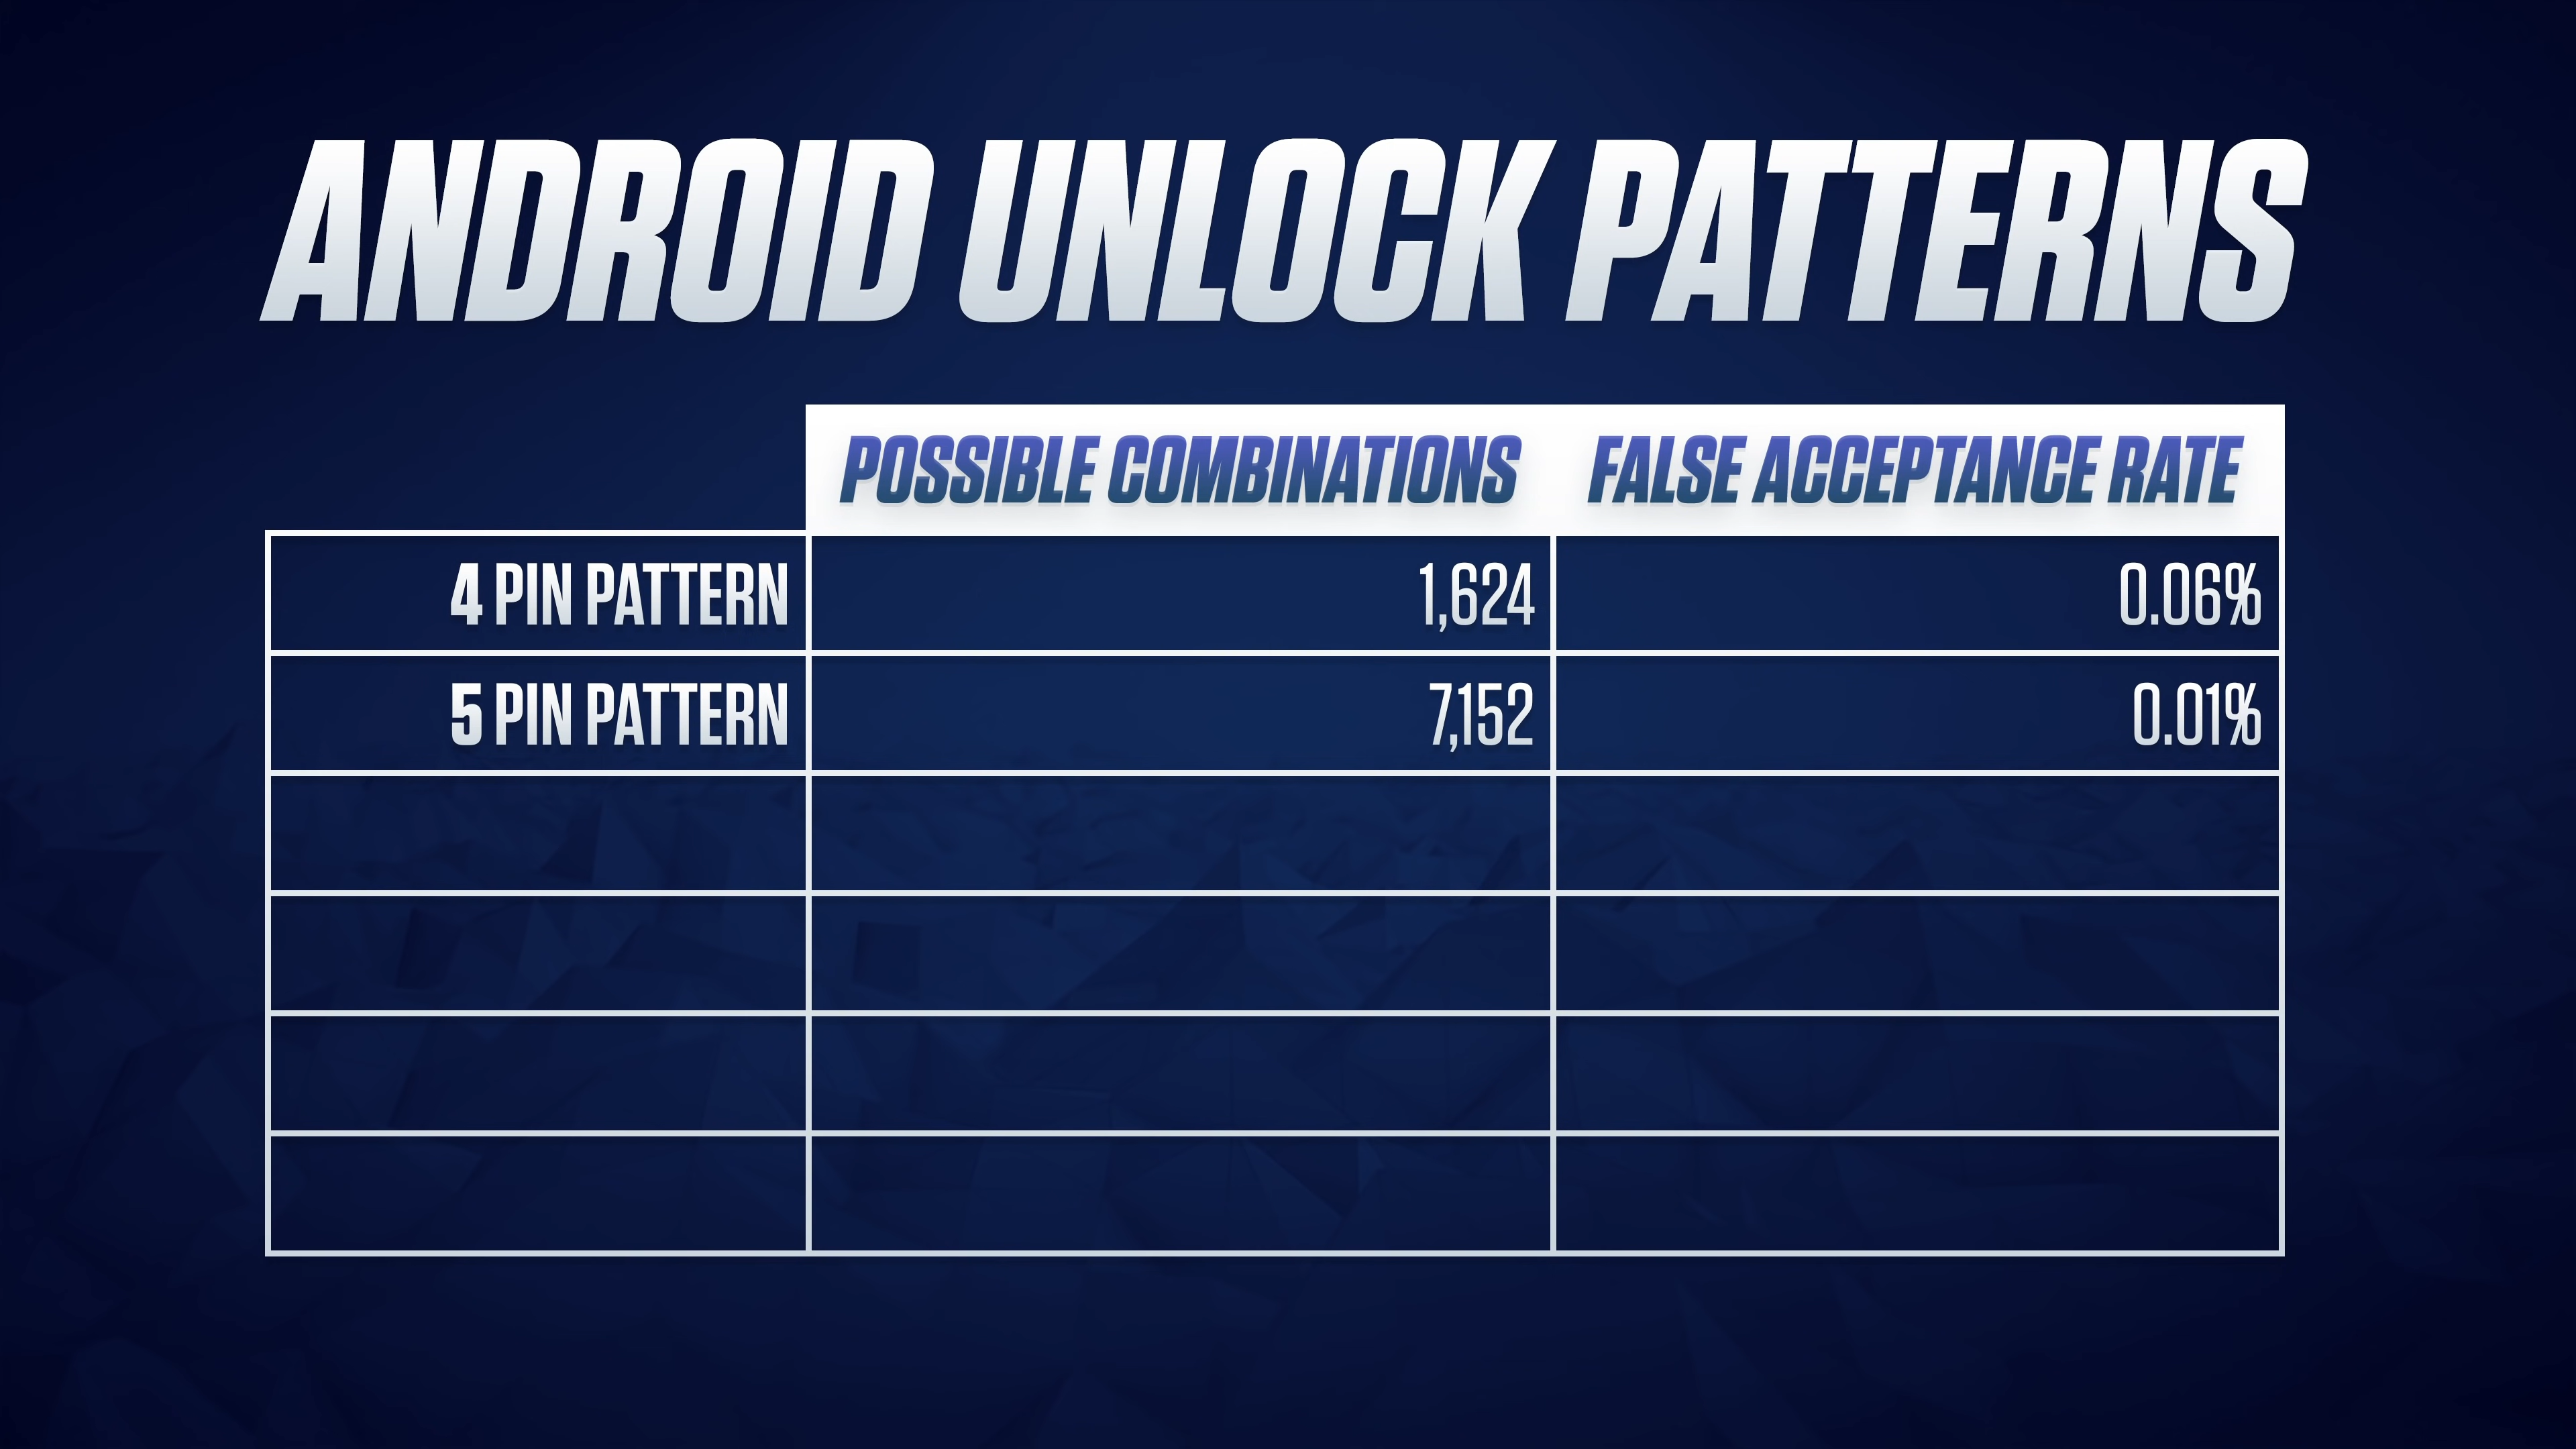 ANDROID UNLOCK PATTERNS
POSSIBLE COMBINATIONS FALSE ACCEPTANCE RATE
4 PIN PATTERN 1,624 0.06%
5 PIN PATTERN 7,152 0.01%